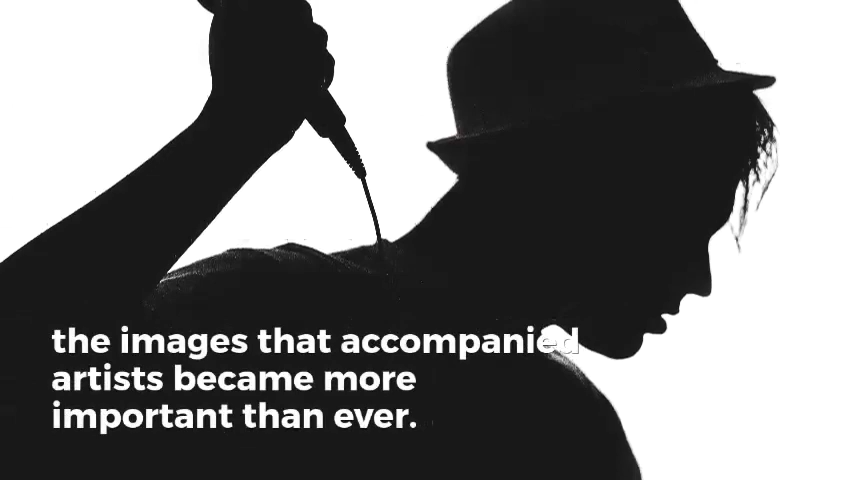 the images that accompanied
artists became more
important than ever.